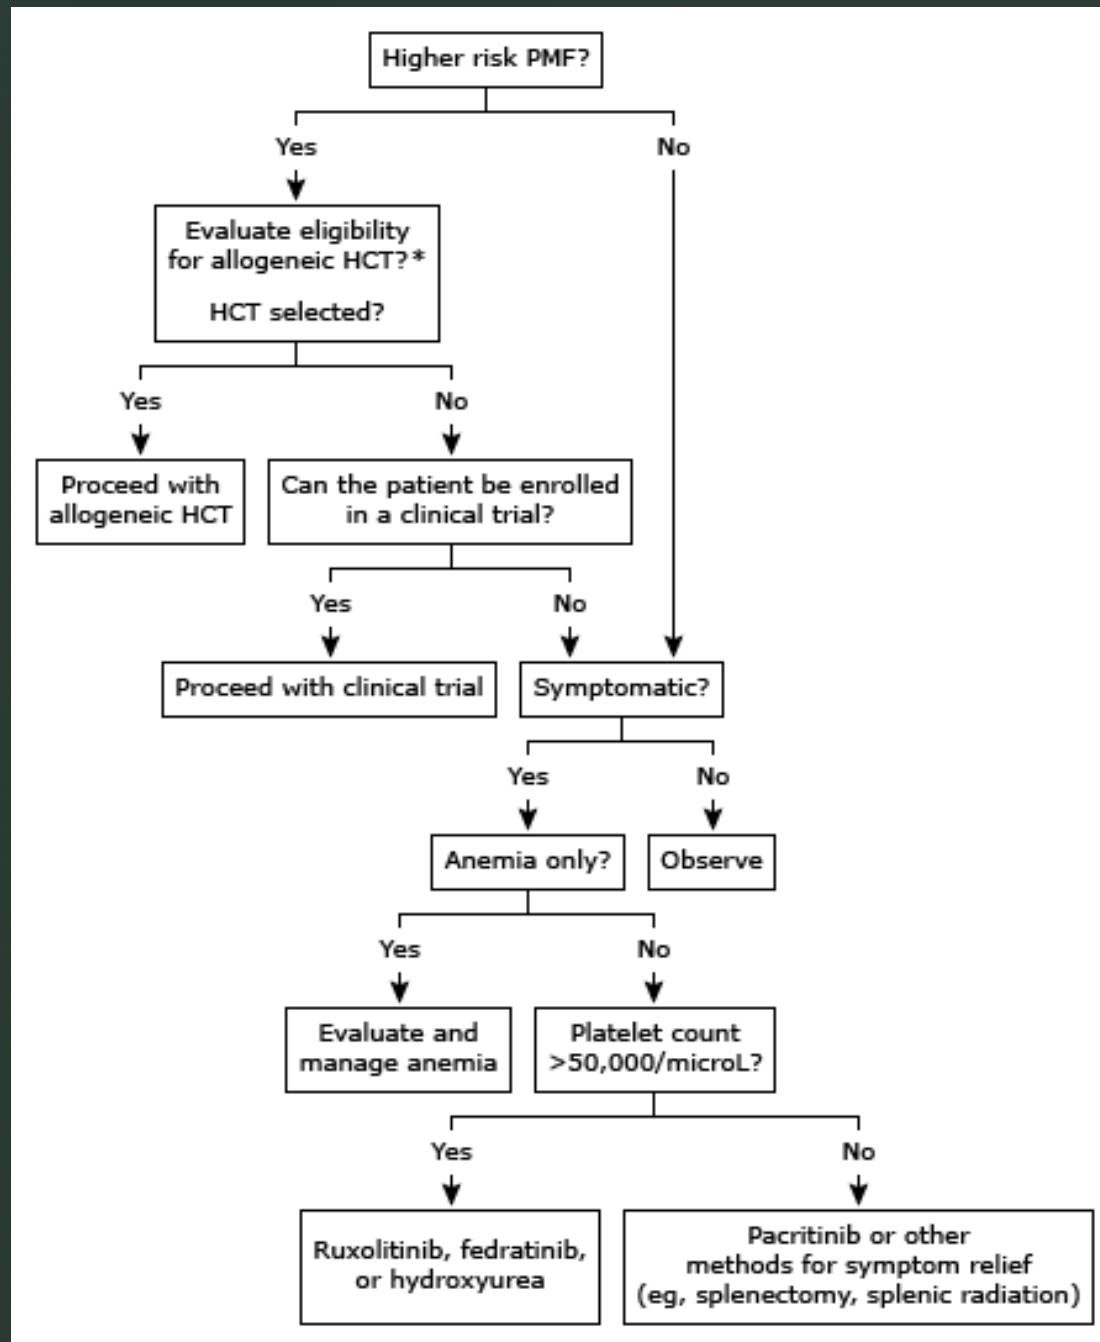 Higher risk PMF?
Yes
No
Evaluate eligibility
for allogeneic HCT?*
HCT selected?
Yes
No
Proceed with
allogeneic HCT
Can the patient be enrolled
in a clinical trial?
Yes
No
Proceed with clinical trial
Symptomatic?
Yes
No
Anemia only?
Observe
Yes
No
Evaluate and
manage anemia
Platelet count
>50,000/microL?
Yes
No
Ruxolitinib, fedratinib,
or hydroxyurea
Pacritinib or other
methods for symptom relief
(eg, splenectomy, splenic radiation)